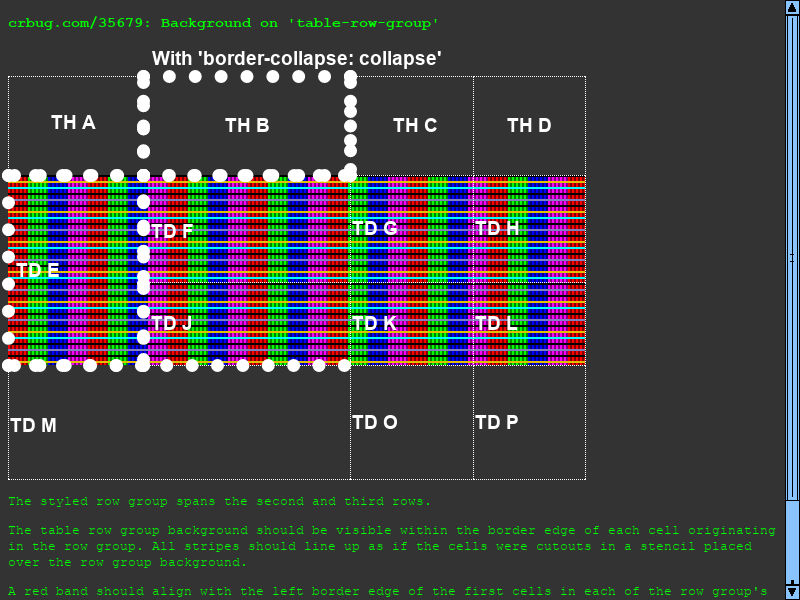 crbug.com/35679: Background on 'table-row-group'
With 'border-collapse: collapse'
TH A
TH B
TH C
TH D
TD E
TD F
TD G
TD H
TD J
TD K
TD L
TD M
TD O
TD P
The styled row group spans the second and third rows.
The table row group background should be visible within the border edge of each cell originating
in the row group. All stripes should line up as if the cells were cutouts in a stencil placed
over the row group background.
A red band should align with the left border edge of the first cells in each of the row group's